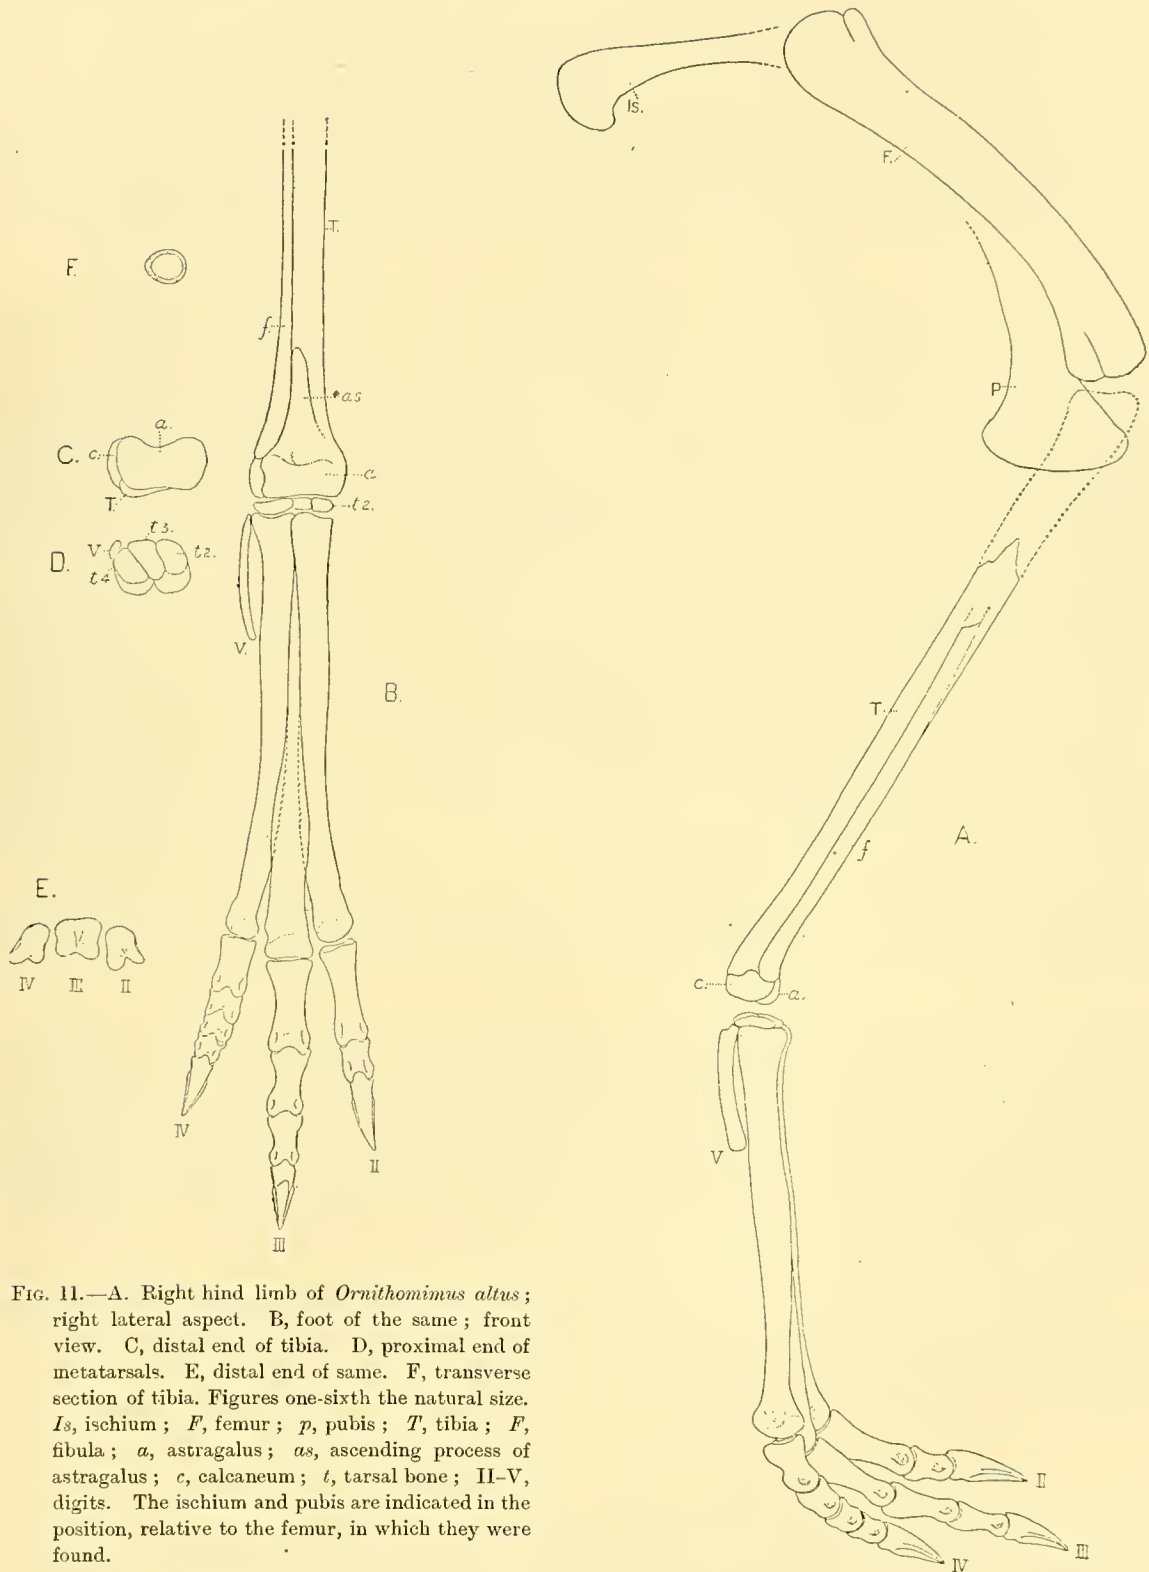 Is.
F.
P
T
f
A.
c.
a.
V
II
III
IV
T.
F.
f
as
C.
a.
c.
T.
c
t2.
D.
t3.
V
t2.
t4
V.
B.
E.
IV
III
II
IV
II
III
FIG. 11.—A. Right hind limb of Ornithomimus altus;
right lateral aspect. B, foot of the same; front
view. C, distal end of tibia. D, proximal end of
metatarsals. E, distal end of same. F, transverse
section of tibia. Figures one-sixth the natural size.
Is, ischium; F, femur; p, pubis; T, tibia; F,
fibula; a, astragalus; as, ascending process of
astragalus; c, calcaneum; t, tarsal bone; II–V,
digits. The ischium and pubis are indicated in the
position, relative to the femur, in which they were
found.